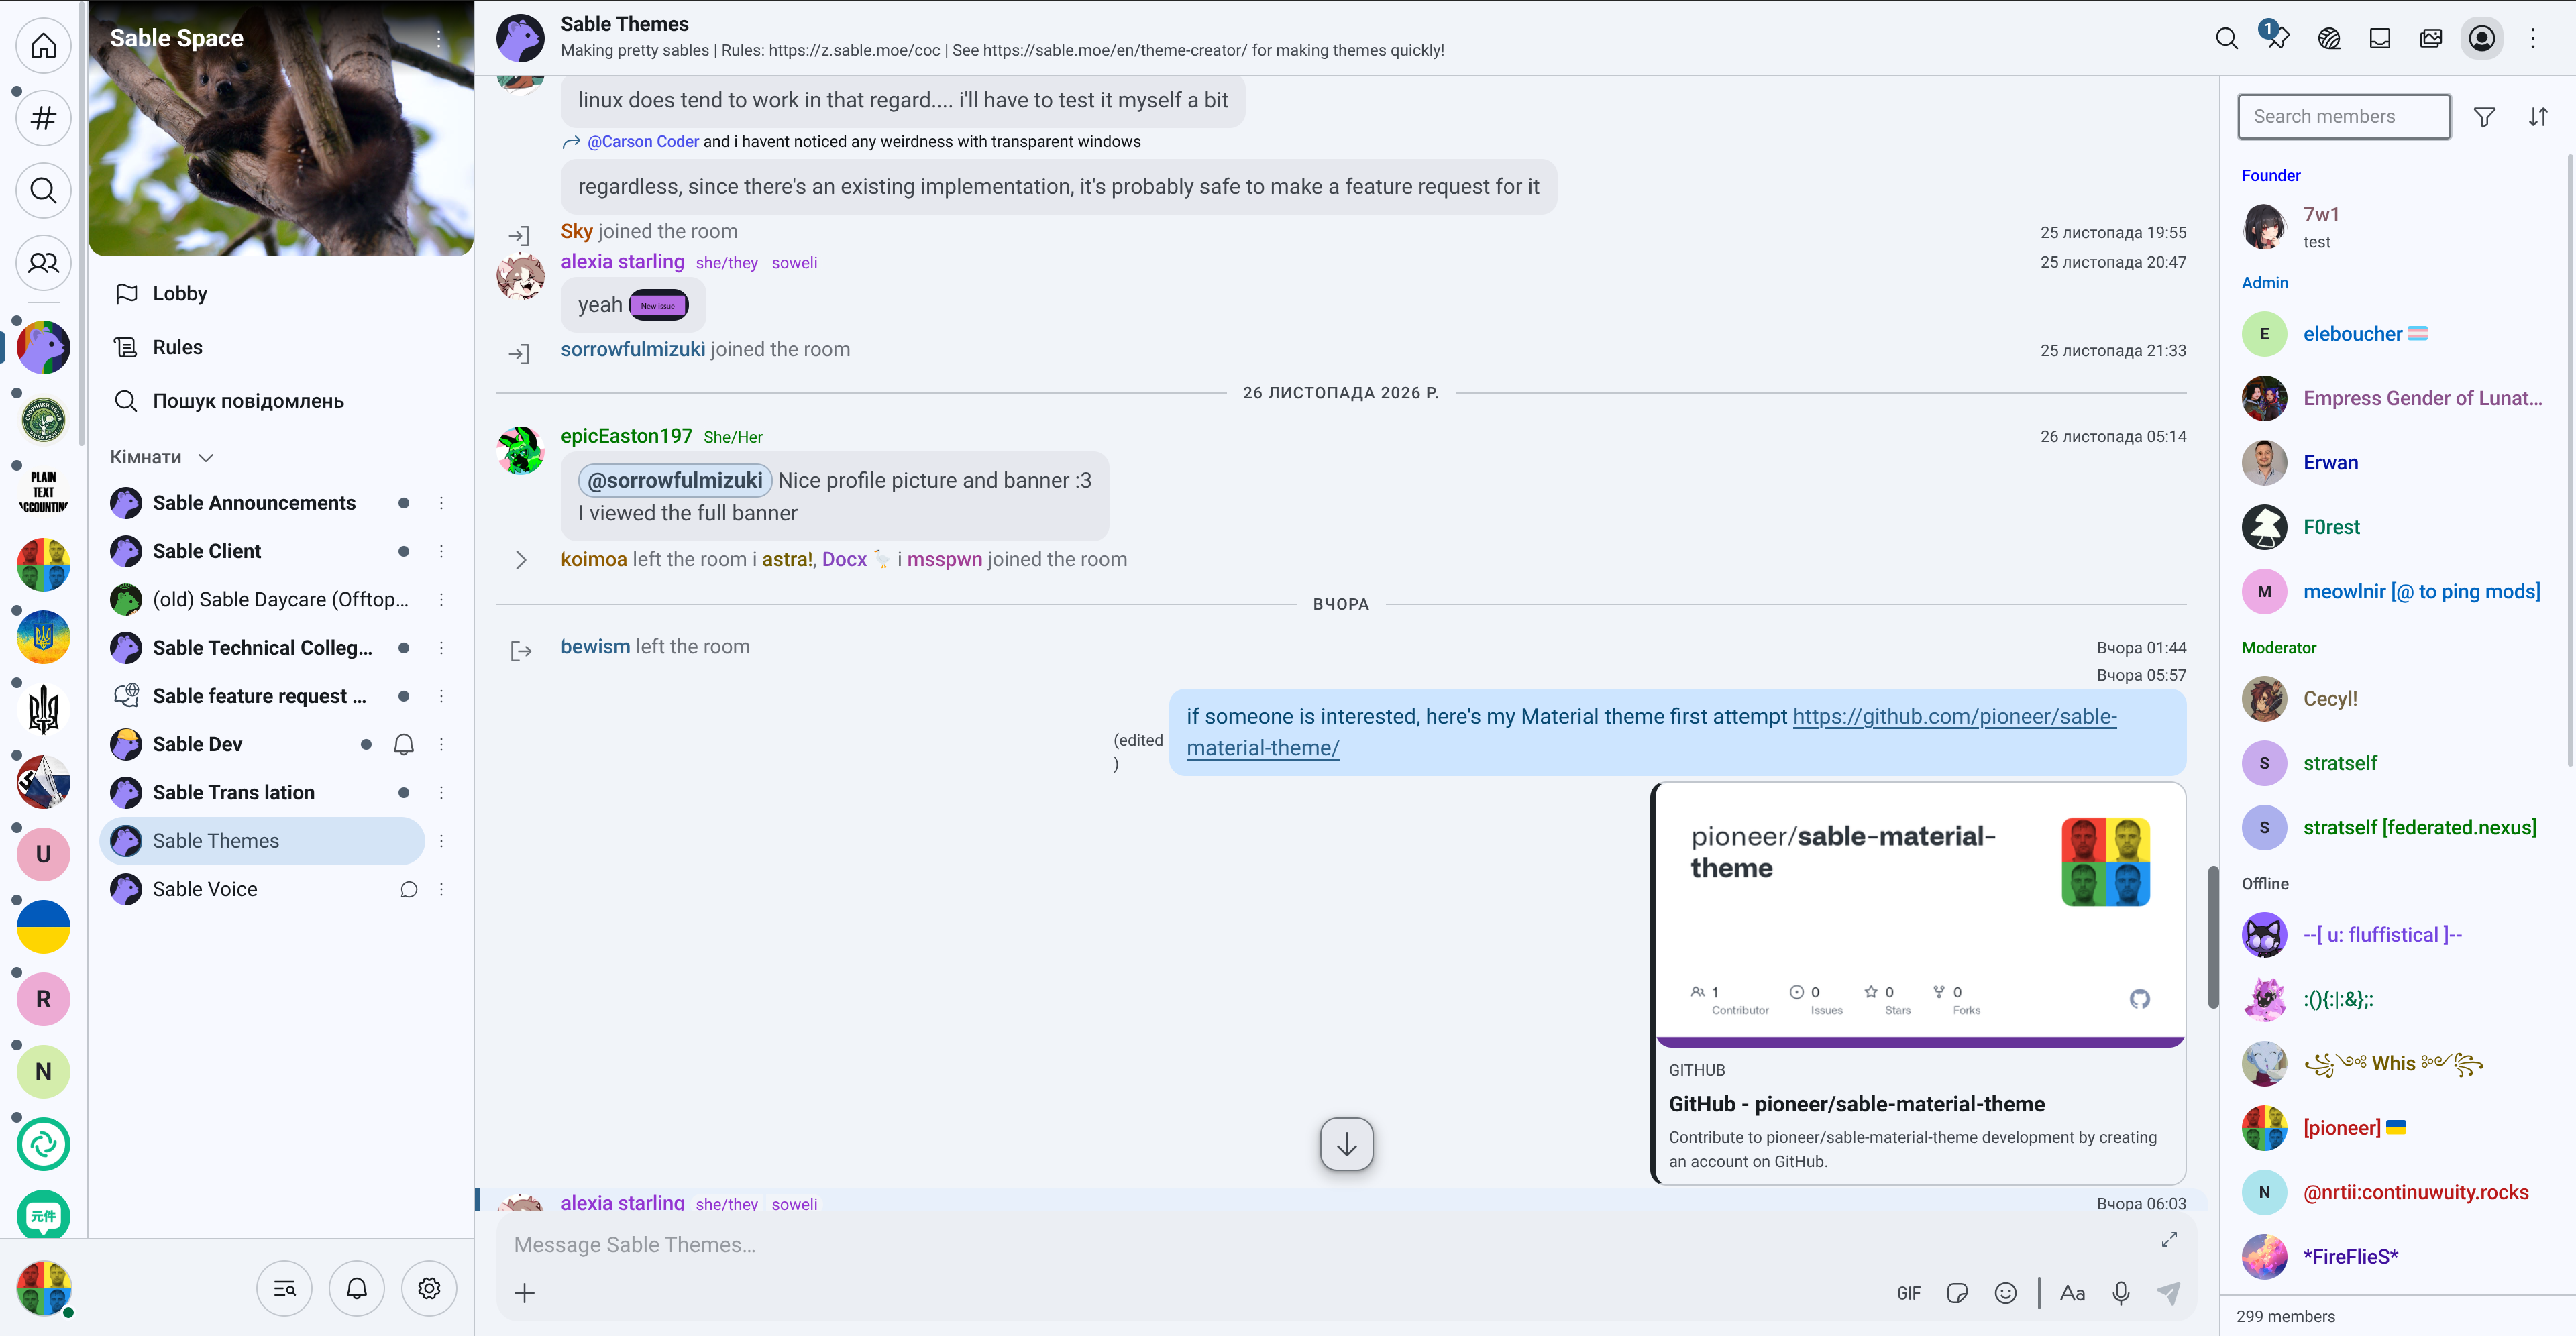 Sable Space
Lobby
Rules
Пошук повідомлень
Кімнати
Sable Announcements
Sable Client
(old) Sable Daycare (Offtop...
Sable Technical Colleg...
Sable feature request ...
Sable Dev
Sable Trans lation
Sable Themes
Sable Voice
PLAIN
TEXT
U
R
N
元件
Sable Themes
Making pretty sables | Rules: https://z.sable.moe/coc | See https://sable.moe/en/theme-creator/ for making themes quickly!
1
linux does tend to work in that regard.... i'll have to test it myself a bit
@Carson Coder and i havent noticed any weirdness with transparent windows
regardless, since there's an existing implementation, it's probably safe to make a feature request for it
Sky joined the room
25 листопада 19:55
alexia starling she/they soweli
25 листопада 20:47
yeah New issue
sorrowfulmizuki joined the room
25 листопада 21:33
26 ЛИСТОПАДА 2026 Р.
epicEaston197 She/Her
26 листопада 05:14
@sorrowfulmizuki Nice profile picture and banner :3
I viewed the full banner
koimoa left the room і astra!, Docx 🪿 і msspwn joined the room
ВЧОРА
bewism left the room
Вчора 01:44
Вчора 05:57
if someone is interested, here's my Material theme first attempt https://github.com/pioneer/sable-
material-theme/
(edited
)
pioneer/sable-material-
theme
1
Contributor
0
Issues
0
Stars
0
Forks
GITHUB
GitHub - pioneer/sable-material-theme
Contribute to pioneer/sable-material-theme development by creating
an account on GitHub.
alexia starling she/they soweli
Вчора 06:03
Message Sable Themes...
GIF
Aa
Search members
Founder
7w1
test
Admin
E
eleboucher 🏳️‍⚧️
Empress Gender of Lunat...
Erwan
F0rest
M
meowlnir [@ to ping mods]
Moderator
Cecyl!
S
stratself
S
stratself [federated.nexus]
Offline
--[ u: fluffistical ]--
:(){:|:&};:
Whis
[pioneer] 🇺🇦
N
@nrtii:continuwuity.rocks
*FireFlieS*
299 members